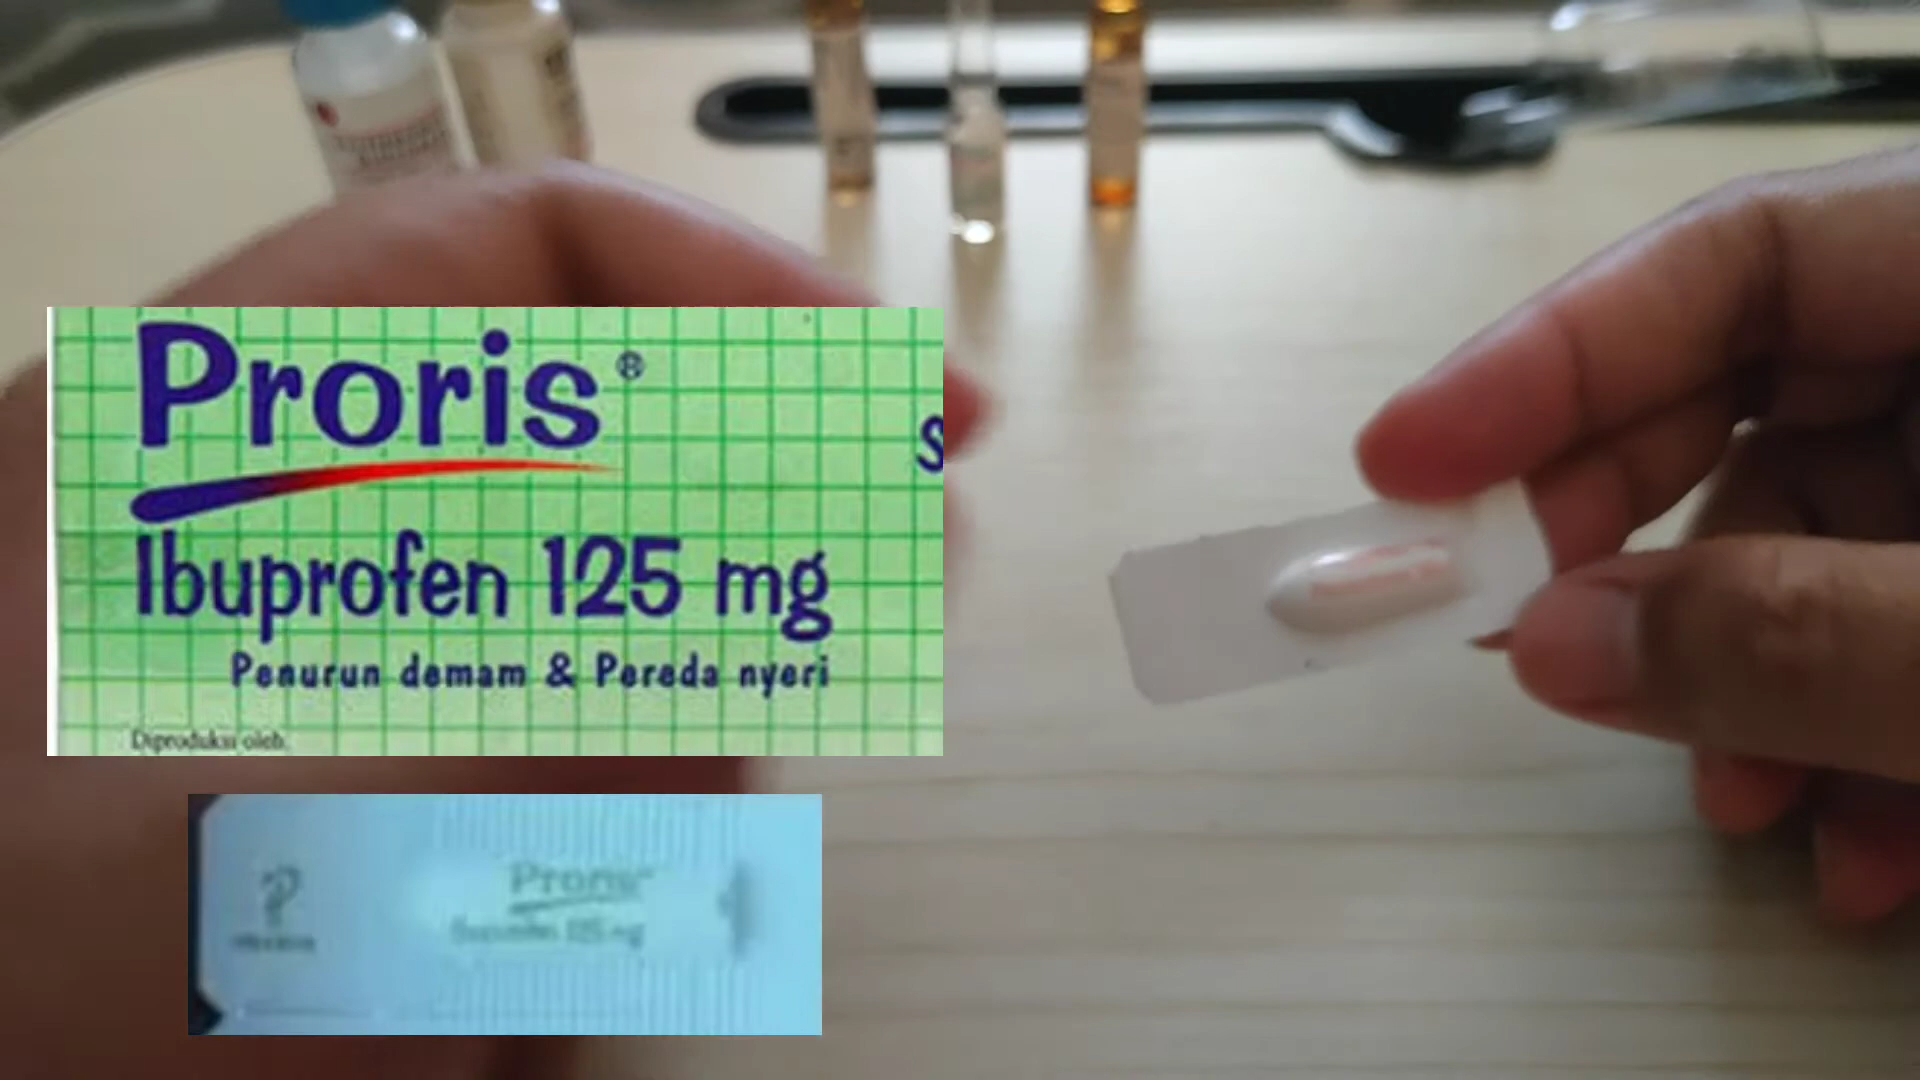 Proris®
S
Ibuprofen 125 mg
Penurun demam & Pereda nyeri
Diproduksi oleh:
Proris
Ibuprofen 125 mg